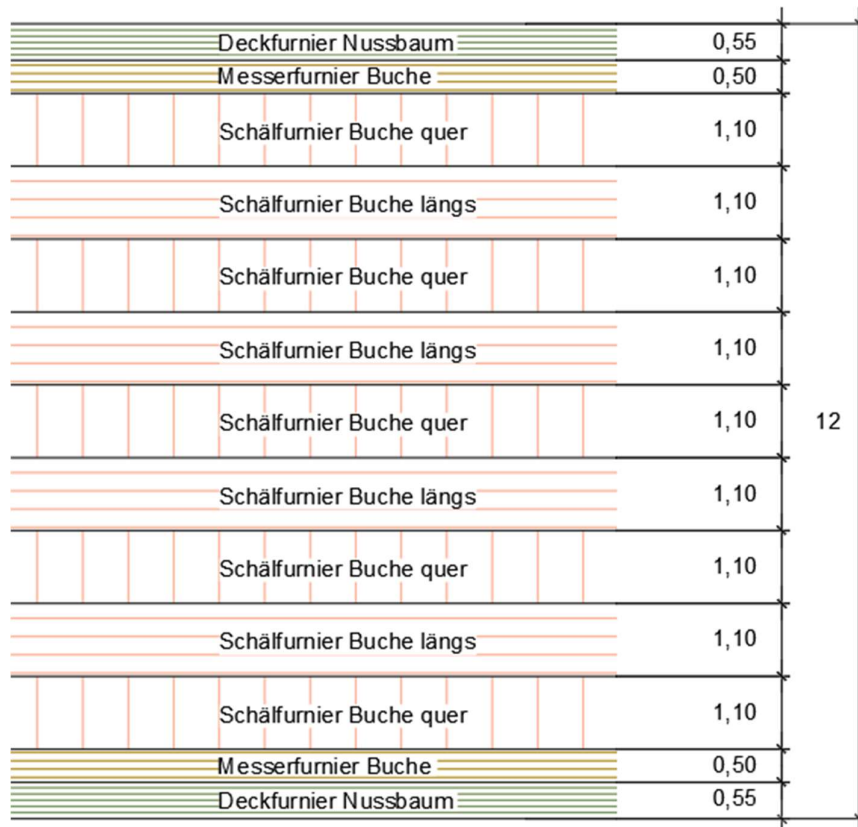 Deckfurnier Nussbaum 0,55
Messerfurnier Buche 0,50
Schälfurnier Buche quer 1,10
Schälfurnier Buche längs 1,10
Schälfurnier Buche quer 1,10
Schälfurnier Buche längs 1,10
Schälfurnier Buche quer 1,10 12
Schälfurnier Buche längs 1,10
Schälfurnier Buche quer 1,10
Schälfurnier Buche längs 1,10
Schälfurnier Buche quer 1,10
Messerfurnier Buche 0,50
Deckfurnier Nussbaum 0,55